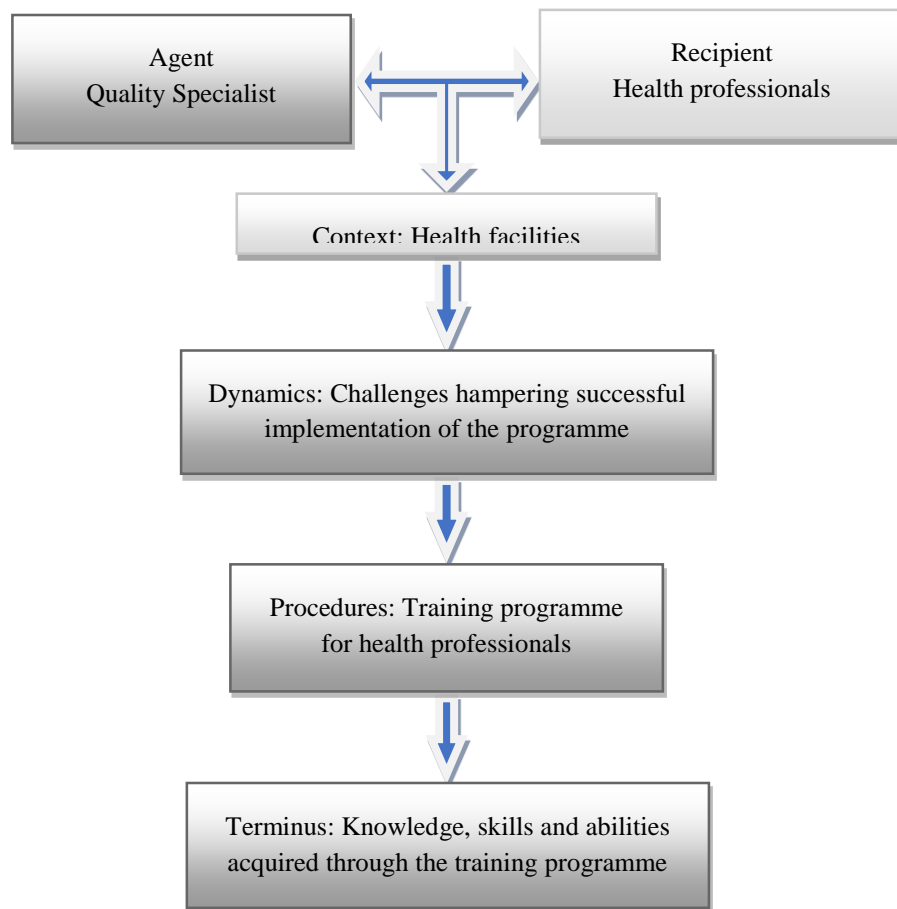 Agent
Quality Specialist
Recipient
Health professionals
Context: Health facilities
Dynamics: Challenges hampering successful
implementation of the programme
Procedures: Training programme
for health professionals
Terminus: Knowledge, skills and abilities
acquired through the training programme